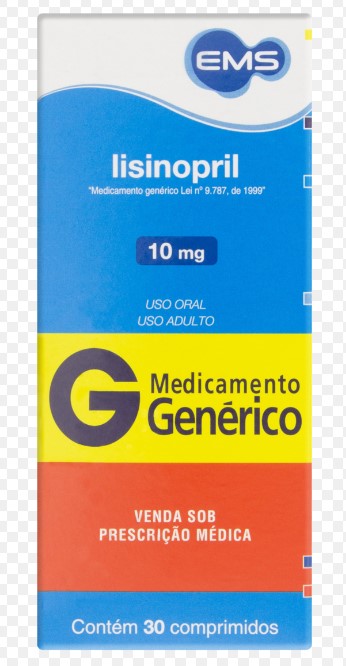 EMS
lisinopril
"Medicamento genérico Lei nº 9.787, de 1999"
10 mg
USO ORAL
USO ADULTO
G Medicamento
Genérico
VENDA SOB
PRESCRIÇÃO MÉDICA
Contém 30 comprimidos